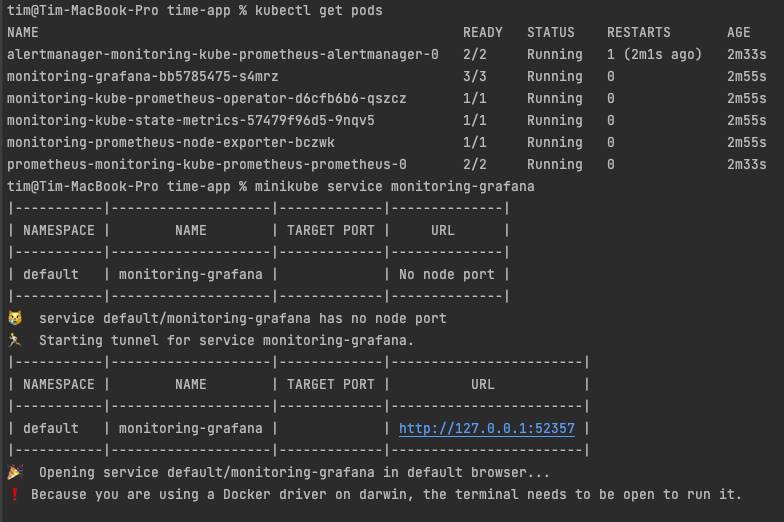 tim@Tim-MacBook-Pro time-app % kubectl get pods
NAME READY STATUS RESTARTS AGE
alertmanager-monitoring-kube-prometheus-alertmanager-0 2/2 Running 1 (2m1s ago) 2m33s
monitoring-grafana-bb5785475-s4mrz 3/3 Running 0 2m55s
monitoring-kube-prometheus-operator-d6cfb6b6-qszcz 1/1 Running 0 2m55s
monitoring-kube-state-metrics-57479f96d5-9nqv5 1/1 Running 0 2m55s
monitoring-prometheus-node-exporter-bczwk 1/1 Running 0 2m55s
prometheus-monitoring-kube-prometheus-prometheus-0 2/2 Running 0 2m33s
tim@Tim-MacBook-Pro time-app % minikube service monitoring-grafana
|-----------|--------------------|-------------|--------------|
| NAMESPACE | NAME | TARGET PORT | URL |
|-----------|--------------------|-------------|--------------|
| default | monitoring-grafana | | No node port |
|-----------|--------------------|-------------|--------------|
😿 service default/monitoring-grafana has no node port
🏃 Starting tunnel for service monitoring-grafana.
|-----------|--------------------|-------------|------------------------|
| NAMESPACE | NAME | TARGET PORT | URL |
|-----------|--------------------|-------------|------------------------|
| default | monitoring-grafana | | http://127.0.0.1:52357 |
|-----------|--------------------|-------------|------------------------|
🎉 Opening service default/monitoring-grafana in default browser...
❗ Because you are using a Docker driver on darwin, the terminal needs to be open to run it.